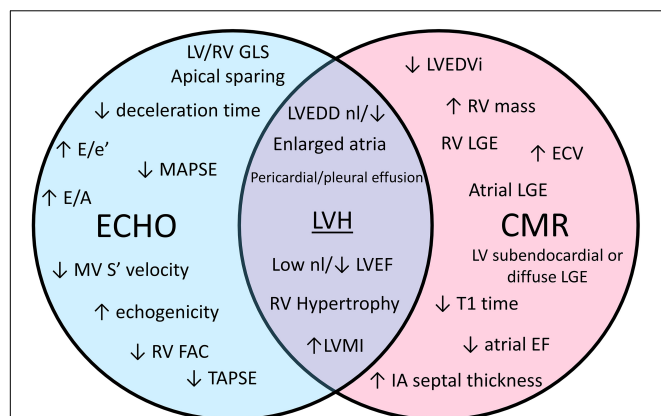 LV/RV GLS
Apical sparing
↓ deceleration time
↑ E/e’
↓ MAPSE
↑ E/A
ECHO
↓ MV S’ velocity
↑ echogenicity
↓ RV FAC
↓ TAPSE
LVEDD nl/↓
Enlarged atria
Pericardial/pleural effusion
LVH
Low nl/↓ LVEF
RV Hypertrophy
↑LVMI
↓ LVEDVi
↑ RV mass
RV LGE
↑ ECV
Atrial LGE
CMR
LV subendocardial or
diffuse LGE
↓ T1 time
↓ atrial EF
↑ IA septal thickness